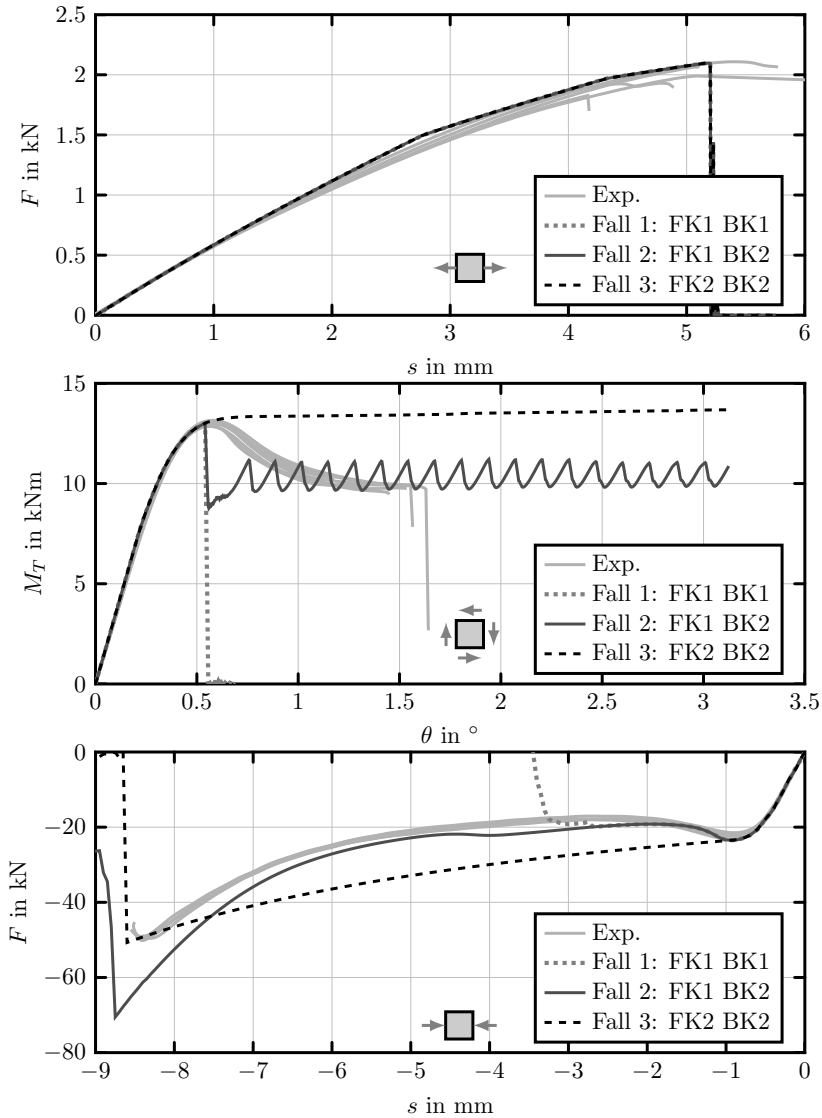 2.5
2
1.5
1
0.5
0
F in kN
Exp.
Fall 1: FK1 BK1
Fall 2: FK1 BK2
Fall 3: FK2 BK2
0 1 2 3 4 5 6
s in mm
15
10
5
0
M_T in kNm
Exp.
Fall 1: FK1 BK1
Fall 2: FK1 BK2
Fall 3: FK2 BK2
0 0.5 1 1.5 2 2.5 3 3.5
θ in °
0
−20
−40
−60
−80
F in kN
Exp.
Fall 1: FK1 BK1
Fall 2: FK1 BK2
Fall 3: FK2 BK2
−9 −8 −7 −6 −5 −4 −3 −2 −1 0
s in mm